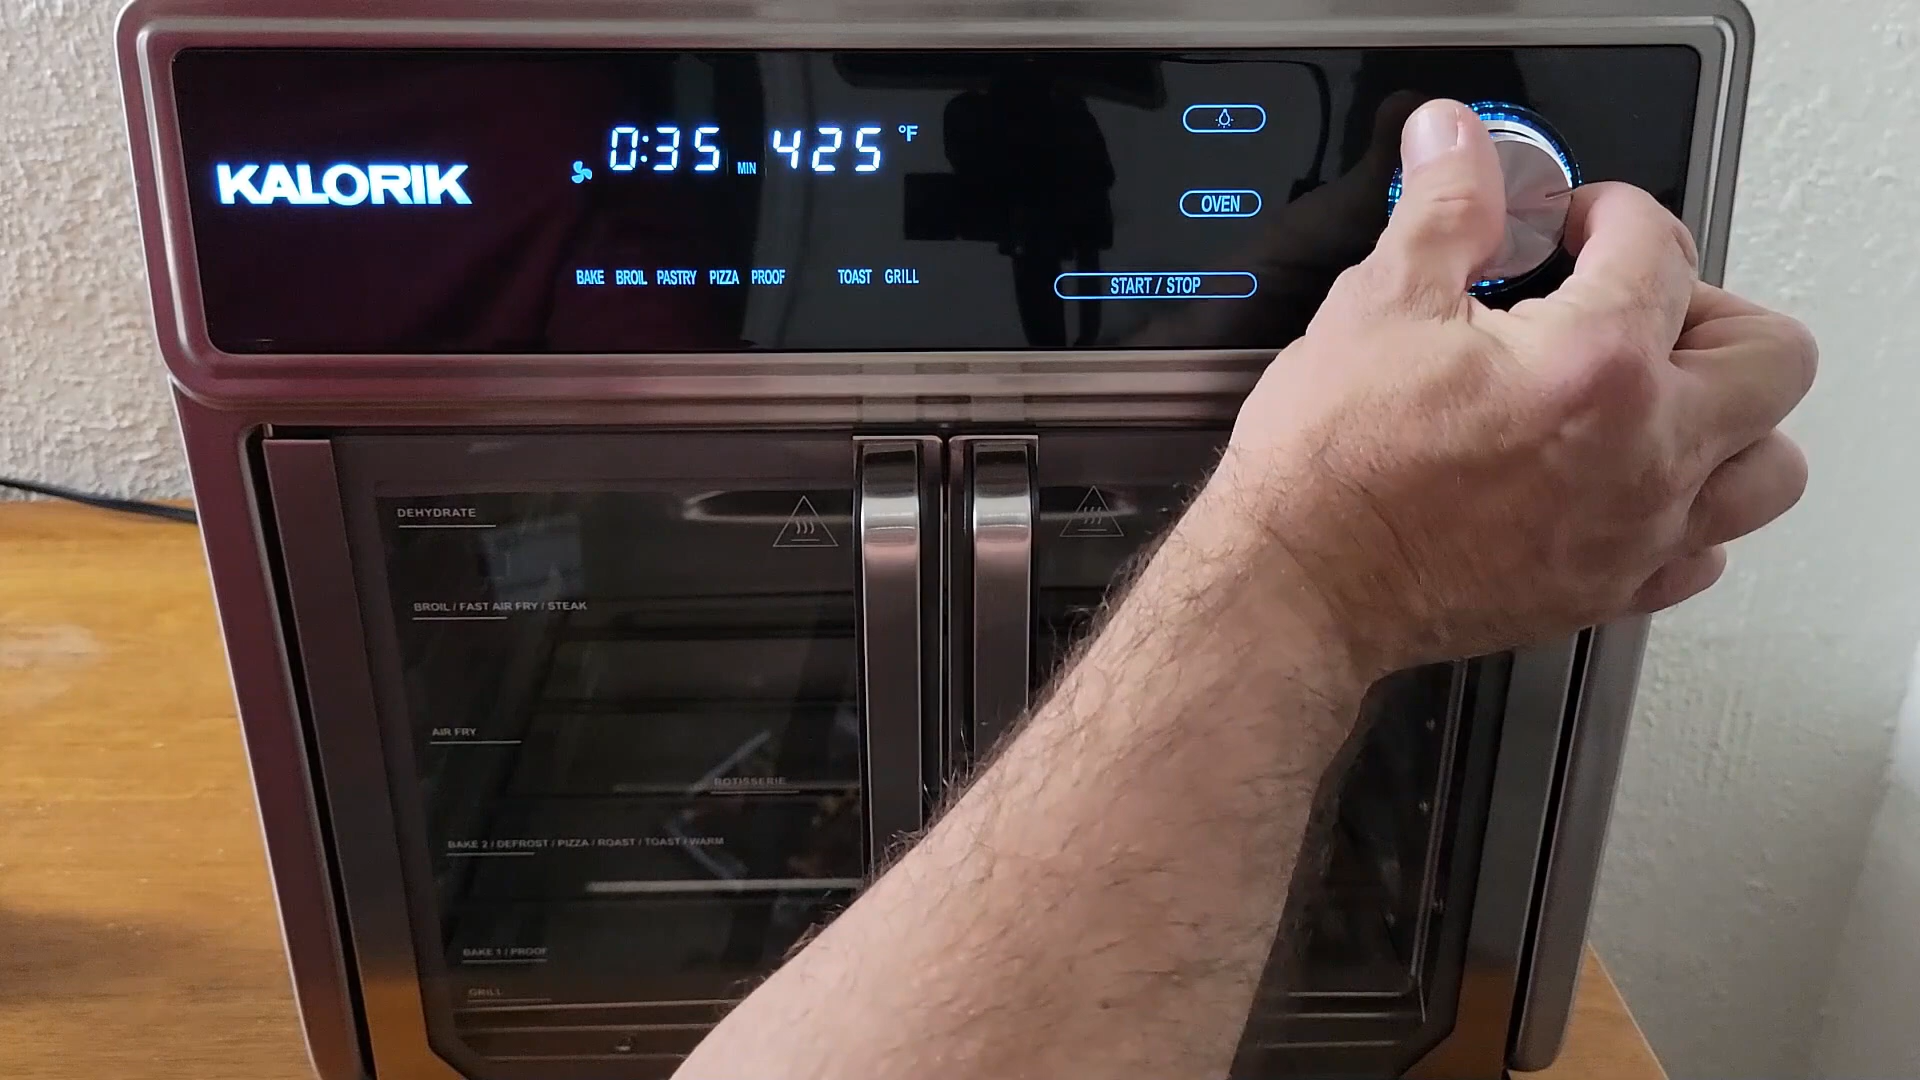 KALORIK
0:35 MIN 425 °F
OVEN
BAKE BROIL PASTRY PIZZA PROOF TOAST GRILL
START / STOP
DEHYDRATE
BROIL / FAST AIR FRY / STEAK
AIR FRY
ROTISSERIE
BAKE 2 / DEFROST / PIZZA / ROAST / TOAST / WARM
BAKE 1 / PROOF
GRILL